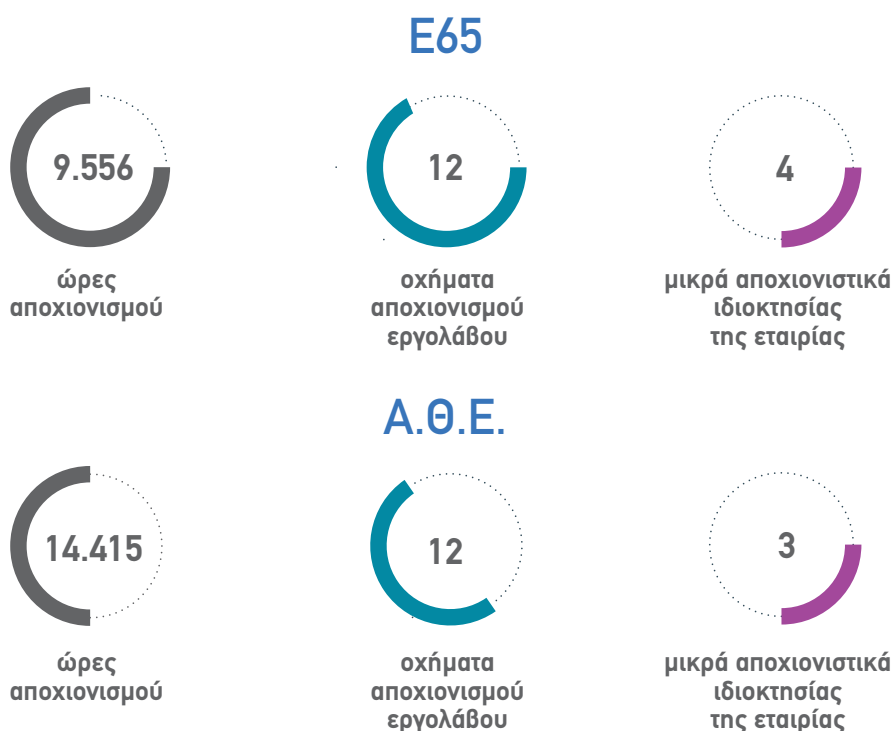 E65
9.556
ώρες
αποχιονισμού
12
οχήματα
αποχιονισμού
εργολάβου
4
μικρά αποχιονιστικά
ιδιοκτησίας
της εταιρίας
Α.Θ.Ε.
14.415
ώρες
αποχιονισμού
12
οχήματα
αποχιονισμού
εργολάβου
3
μικρά αποχιονιστικά
ιδιοκτησίας
της εταιρίας